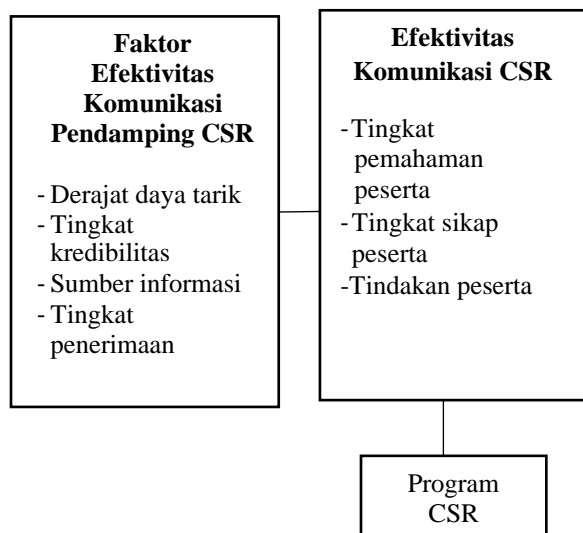 Faktor
Efektivitas
Komunikasi
Pendamping CSR
- Derajat daya tarik
- Tingkat
kredibilitas
- Sumber informasi
- Tingkat
penerimaan
Efektivitas
Komunikasi CSR
-Tingkat
pemahaman
peserta
-Tingkat sikap
peserta
-Tindakan peserta
Program
CSR